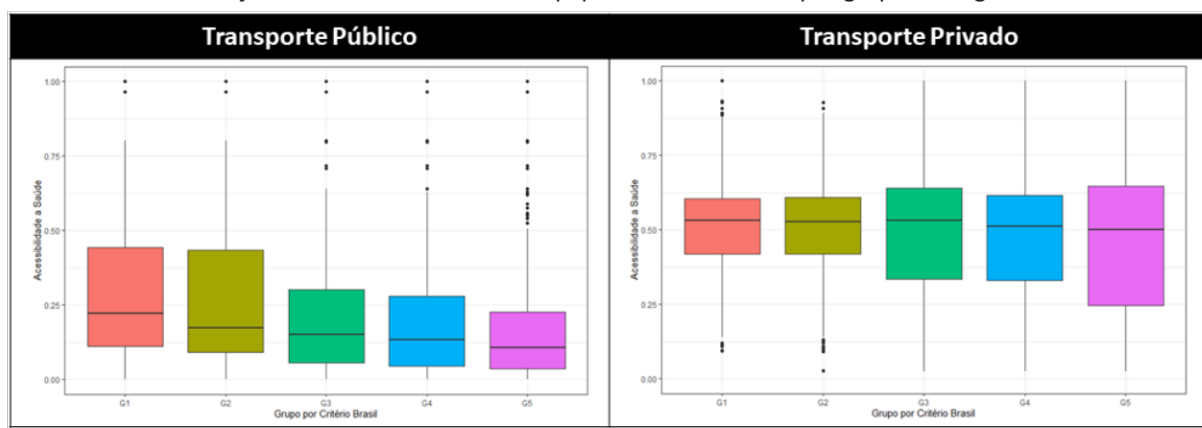 Transporte Público
Transporte Privado
1.00
0.75
0.50
0.25
0.00
Acessibilidade a Saúde
G1 G2 G3 G4 G5
Grupo por Critério Brasil
1.00
0.75
0.50
0.25
0.00
Acessibilidade a Saúde
G1 G2 G3 G4 G5
Grupo por Critério Brasil